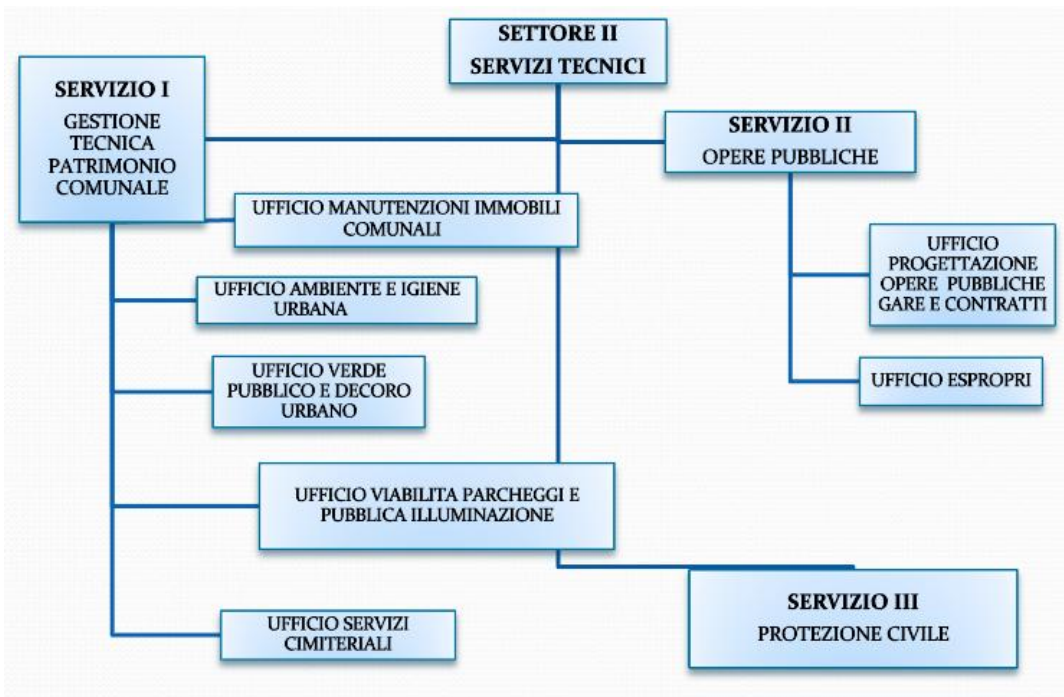 SETTORE II
SERVIZI TECNICI
SERVIZIO I
GESTIONE
TECNICA
PATRIMONIO
COMUNALE
SERVIZIO II
OPERE PUBBLICHE
UFFICIO MANUTENZIONI IMMOBILI
COMUNALI
UFFICIO AMBIENTE E IGIENE
URBANA
UFFICIO VERDE
PUBBLICO E DECORO
URBANO
UFFICIO VIABILITA PARCHEGGI E
PUBBLICA ILLUMINAZIONE
UFFICIO SERVIZI
CIMITERIALI
UFFICIO
PROGETTAZIONE
OPERE PUBBLICHE
GARE E CONTRATTI
UFFICIO ESPROPRI
SERVIZIO III
PROTEZIONE CIVILE